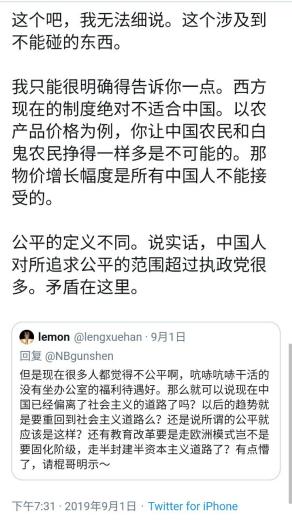 这个吧，我无法细说。这个涉及到
不能碰的东西。
我只能很明确得告诉你一点。西方
现在的制度绝对不适合中国。以农
产品价格为例，你让中国农民和白
鬼农民挣得一样多是不可能的。那
物价增长幅度是所有中国人不能接
受的。
公平的定义不同。说实话，中国人
对所追求公平的范围超过执政党很
多。矛盾在这里。
lemon @lengxuehan · 9月1日
回复 @NBgunshen
但是现在很多人都觉得不公平啊，吭哧吭哧干活的
没有坐办公室的福利待遇好。那么就可以说现在中
国已经偏离了社会主义的道路了吗？以后的趋势就
是要重回到社会主义道路么？还是说所谓的公平就
应该是这样？还有教育改革要是走欧洲模式岂不是
要固化阶级，走半封建半资本主义道路了？有点懵
了，请棍哥明示～
下午7:31 · 2019年9月1日 · Twitter for iPhone